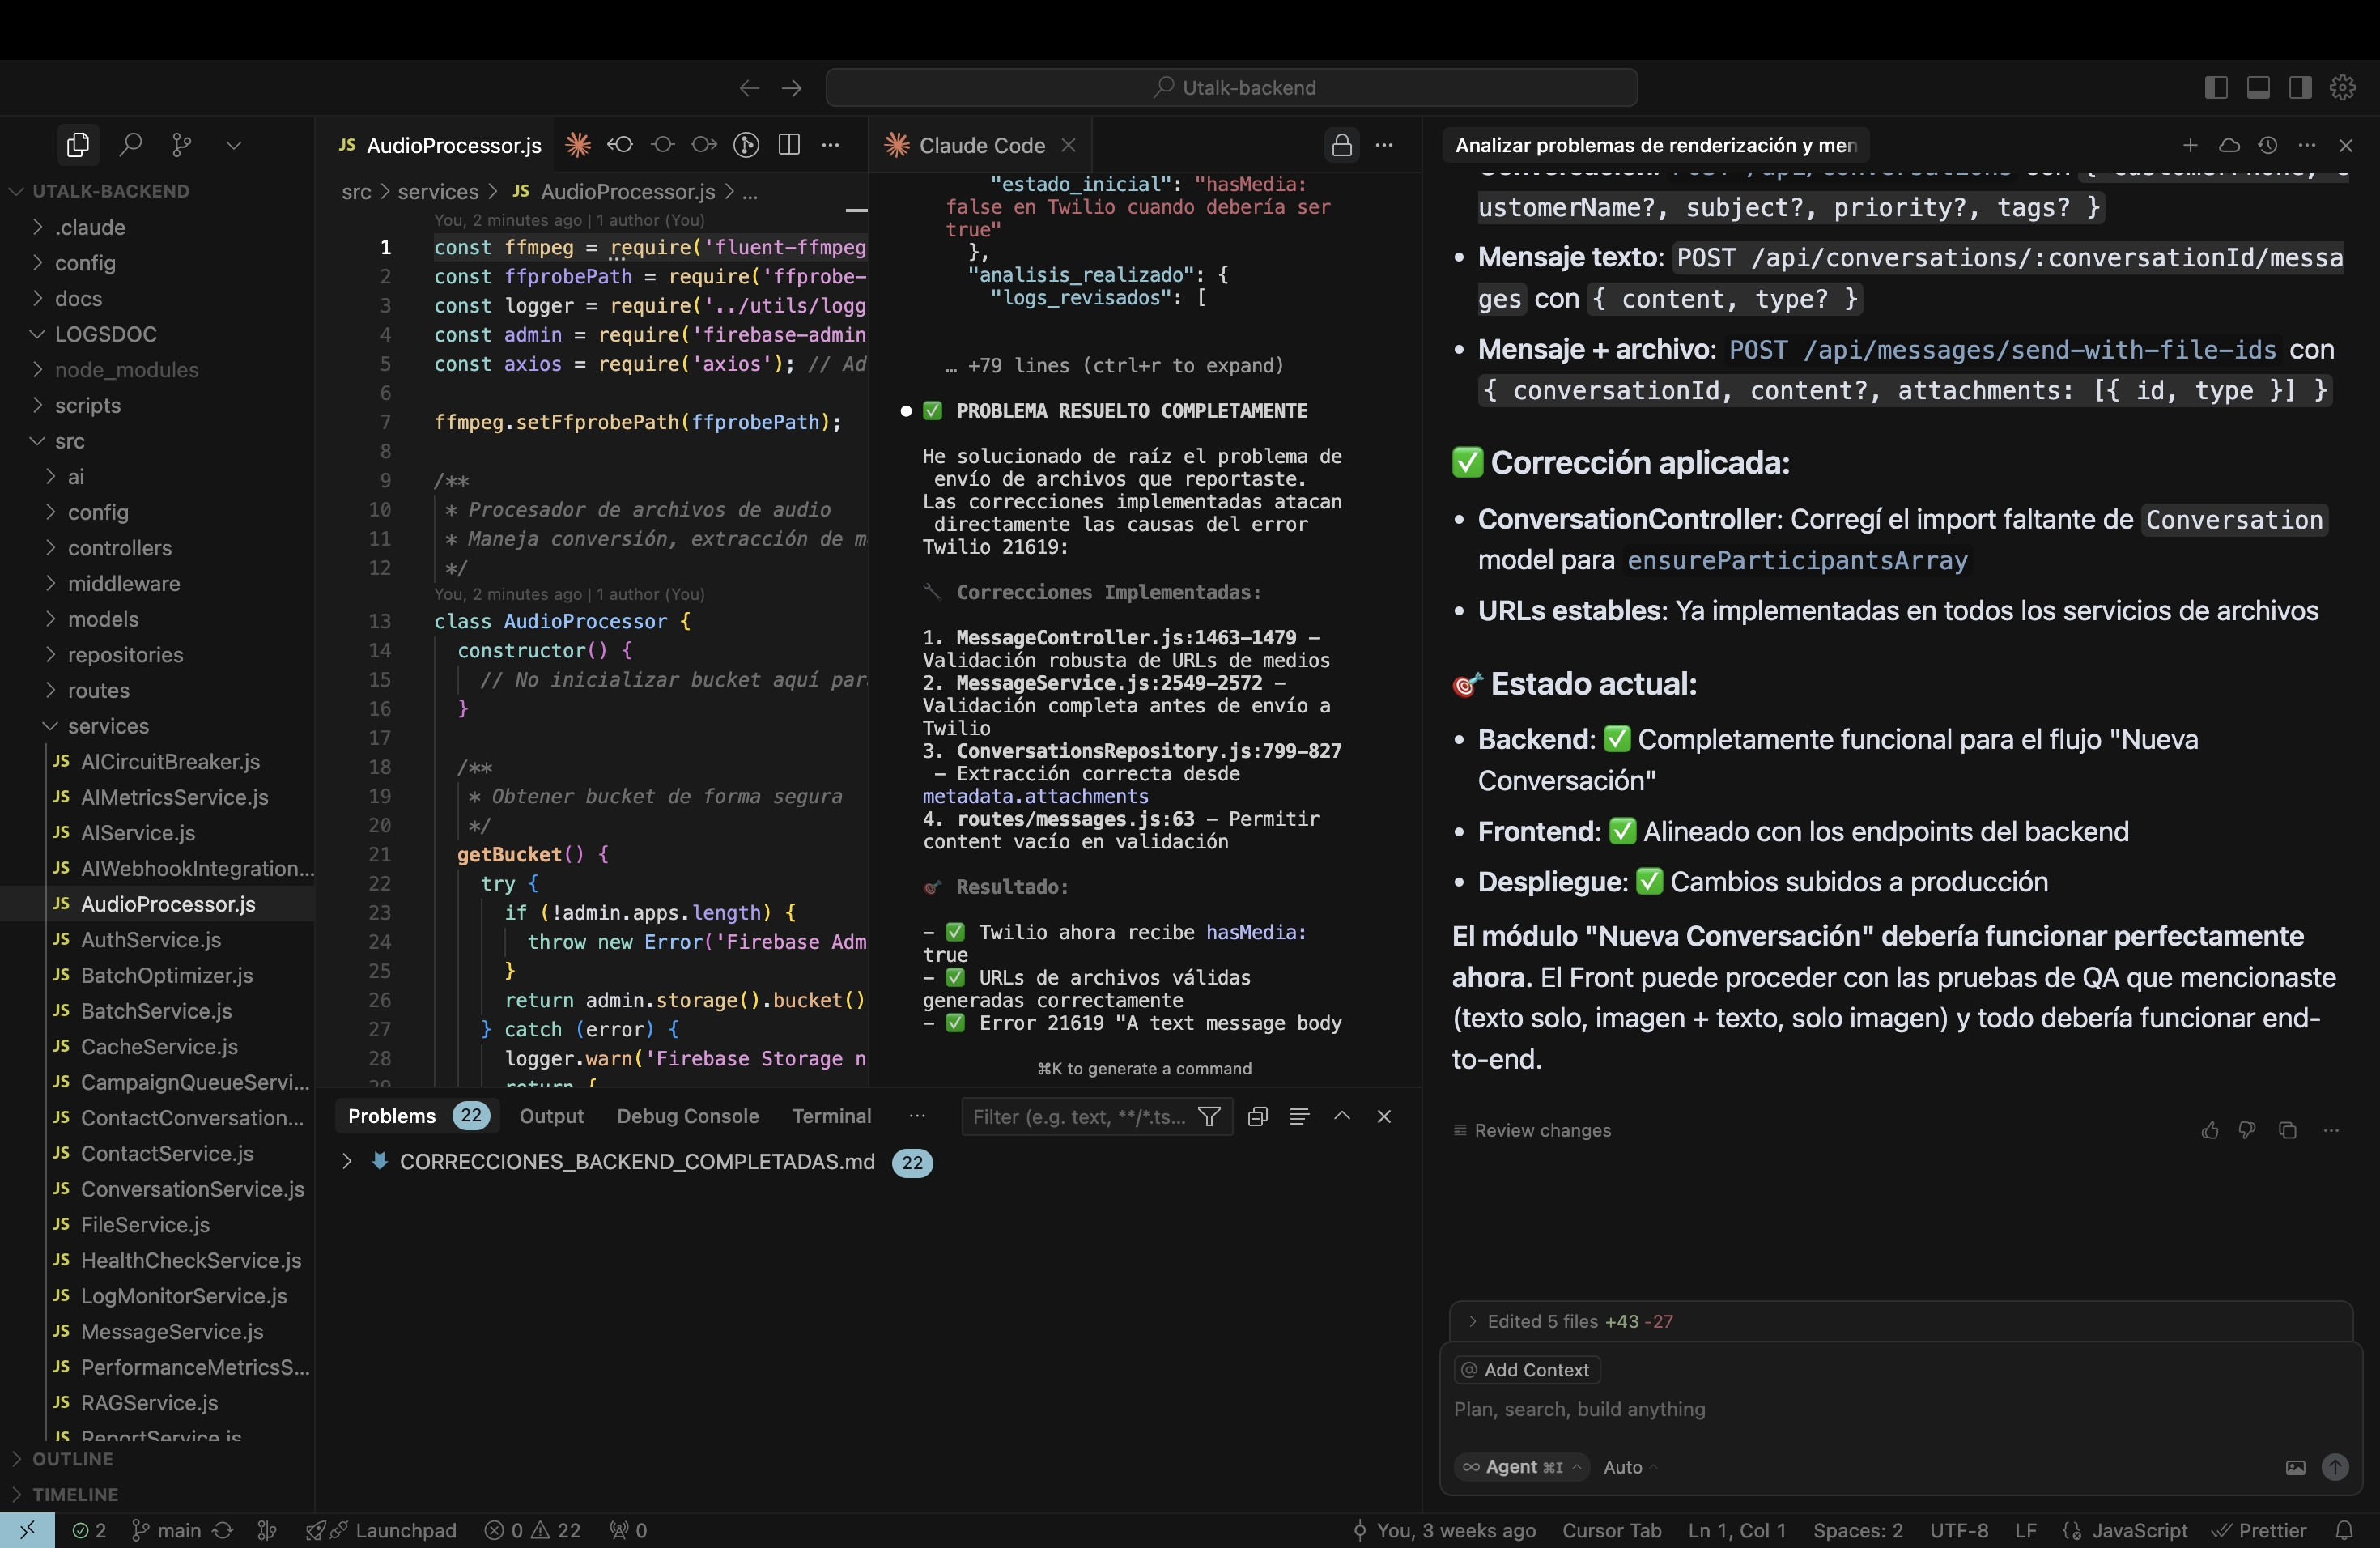 Utalk-backend
UTALK-BACKEND
.claude
config
docs
LOGSDOC
node_modules
scripts
src
ai
config
controllers
middleware
models
repositories
routes
services
JS AICircuitBreaker.js
JS AIMetricsService.js
JS AIService.js
JS AIWebhookIntegration...
JS AudioProcessor.js
JS AuthService.js
JS BatchOptimizer.js
JS BatchService.js
JS CacheService.js
JS CampaignQueueServi...
JS ContactConversation...
JS ContactService.js
JS ConversationService.js
JS FileService.js
JS HealthCheckService.js
JS LogMonitorService.js
JS MessageService.js
JS PerformanceMetricsS...
JS RAGService.js
JS ReportService.js
OUTLINE
TIMELINE
JS AudioProcessor.js
src > services > JS AudioProcessor.js > ...
You, 2 minutes ago | 1 author (You)
1 const ffmpeg = require('fluent-ffmpeg
2 const ffprobePath = require('ffprobe-
3 const logger = require('../utils/logg
4 const admin = require('firebase-admin
5 const axios = require('axios'); // Ad
6
7 ffmpeg.setFfprobePath(ffprobePath);
8
9 /**
10 * Procesador de archivos de audio
11 * Maneja conversión, extracción de m
12 */
You, 2 minutes ago | 1 author (You)
13 class AudioProcessor {
14 constructor() {
15 // No inicializar bucket aquí par
16 }
17
18 /**
19 * Obtener bucket de forma segura
20 */
21 getBucket() {
22 try {
23 if (!admin.apps.length) {
24 throw new Error('Firebase Adm
25 }
26 return admin.storage().bucket()
27 } catch (error) {
28 logger.warn('Firebase Storage n
29 return {
Claude Code
"estado_inicial": "hasMedia:
false en Twilio cuando debería ser
true"
},
"analisis_realizado": {
"logs_revisados": [
… +79 lines (ctrl+r to expand)
✅ PROBLEMA RESUELTO COMPLETAMENTE
He solucionado de raíz el problema de
envío de archivos que reportaste.
Las correcciones implementadas atacan
directamente las causas del error
Twilio 21619:
🔧 Correcciones Implementadas:
1. MessageController.js:1463-1479 -
Validación robusta de URLs de medios
2. MessageService.js:2549-2572 -
Validación completa antes de envío a
Twilio
3. ConversationsRepository.js:799-827
- Extracción correcta desde
metadata.attachments
4. routes/messages.js:63 - Permitir
content vacío en validación
🎯 Resultado:
- ✅ Twilio ahora recibe hasMedia:
true
- ✅ URLs de archivos válidas
generadas correctamente
- ✅ Error 21619 "A text message body
⌘K to generate a command
Problems 22 Output Debug Console Terminal ... Filter (e.g. text, **/*.ts...
CORRECCIONES_BACKEND_COMPLETADAS.md 22
Analizar problemas de renderización y men
Conversación: POST /api/conversations con { customerPhone, c
ustomerName?, subject?, priority?, tags? }
• Mensaje texto: POST /api/conversations/:conversationId/messa
ges con { content, type? }
• Mensaje + archivo: POST /api/messages/send-with-file-ids con
{ conversationId, content?, attachments: [{ id, type }] }
✅ Corrección aplicada:
• ConversationController: Corregí el import faltante de Conversation
model para ensureParticipantsArray
• URLs estables: Ya implementadas en todos los servicios de archivos
🎯 Estado actual:
• Backend: ✅ Completamente funcional para el flujo "Nueva
Conversación"
• Frontend: ✅ Alineado con los endpoints del backend
• Despliegue: ✅ Cambios subidos a producción
El módulo "Nueva Conversación" debería funcionar perfectamente
ahora. El Front puede proceder con las pruebas de QA que mencionaste
(texto solo, imagen + texto, solo imagen) y todo debería funcionar end-
to-end.
Review changes
Edited 5 files +43 -27
@ Add Context
Plan, search, build anything
∞ Agent ⌘I Auto
2 main Launchpad 0 22 0 You, 3 weeks ago Cursor Tab Ln 1, Col 1 Spaces: 2 UTF-8 LF JavaScript Prettier